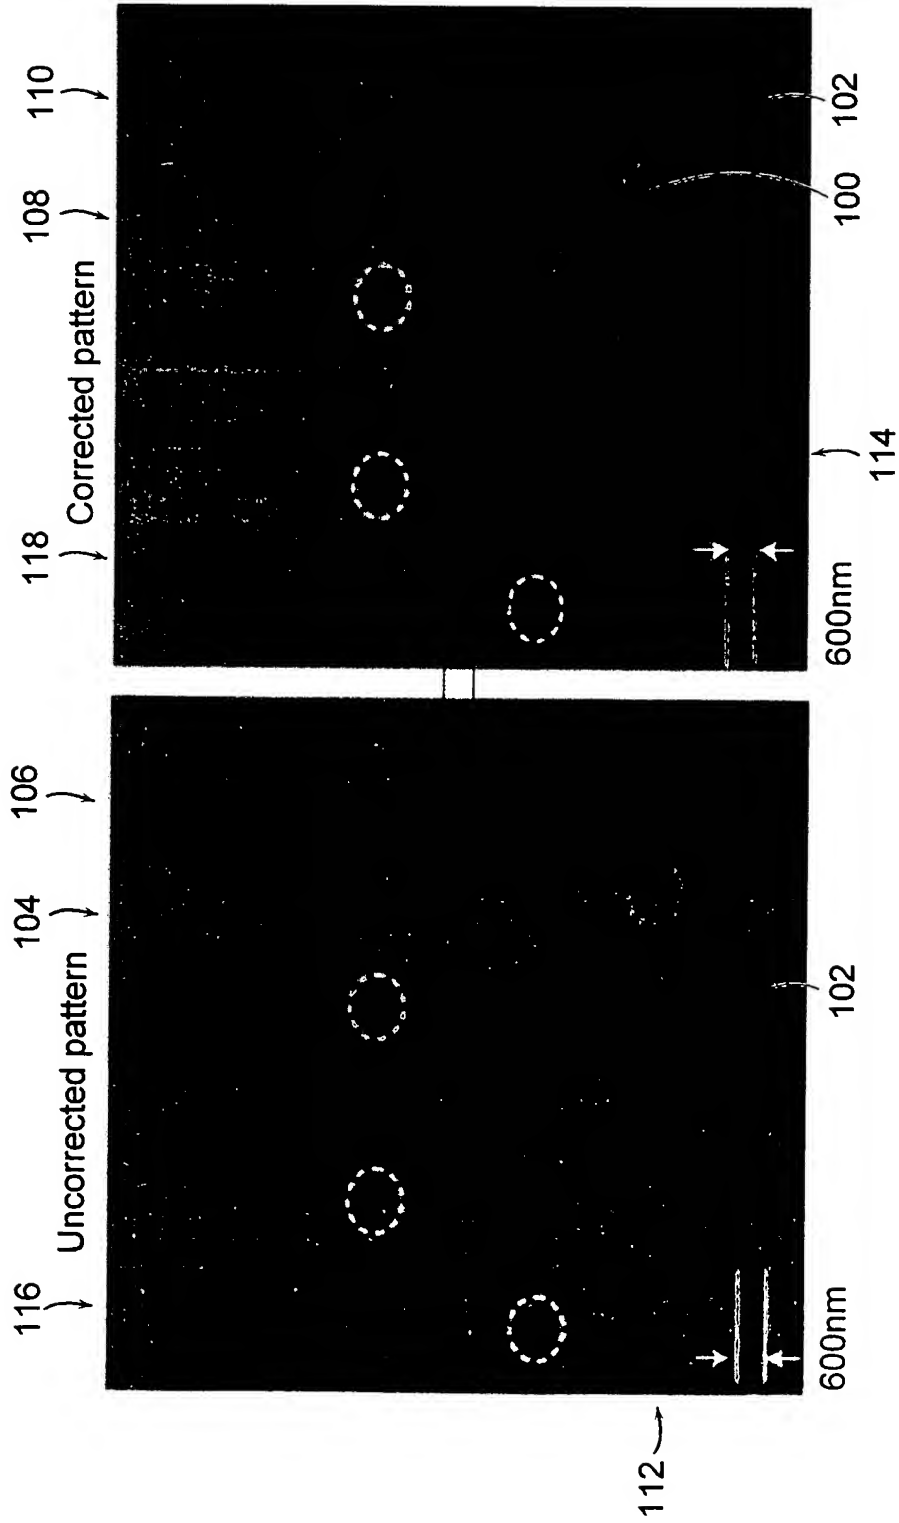 112
116
Uncorrected pattern
104
106
600nm
102
118
Corrected pattern
108
110
600nm
114
100
102